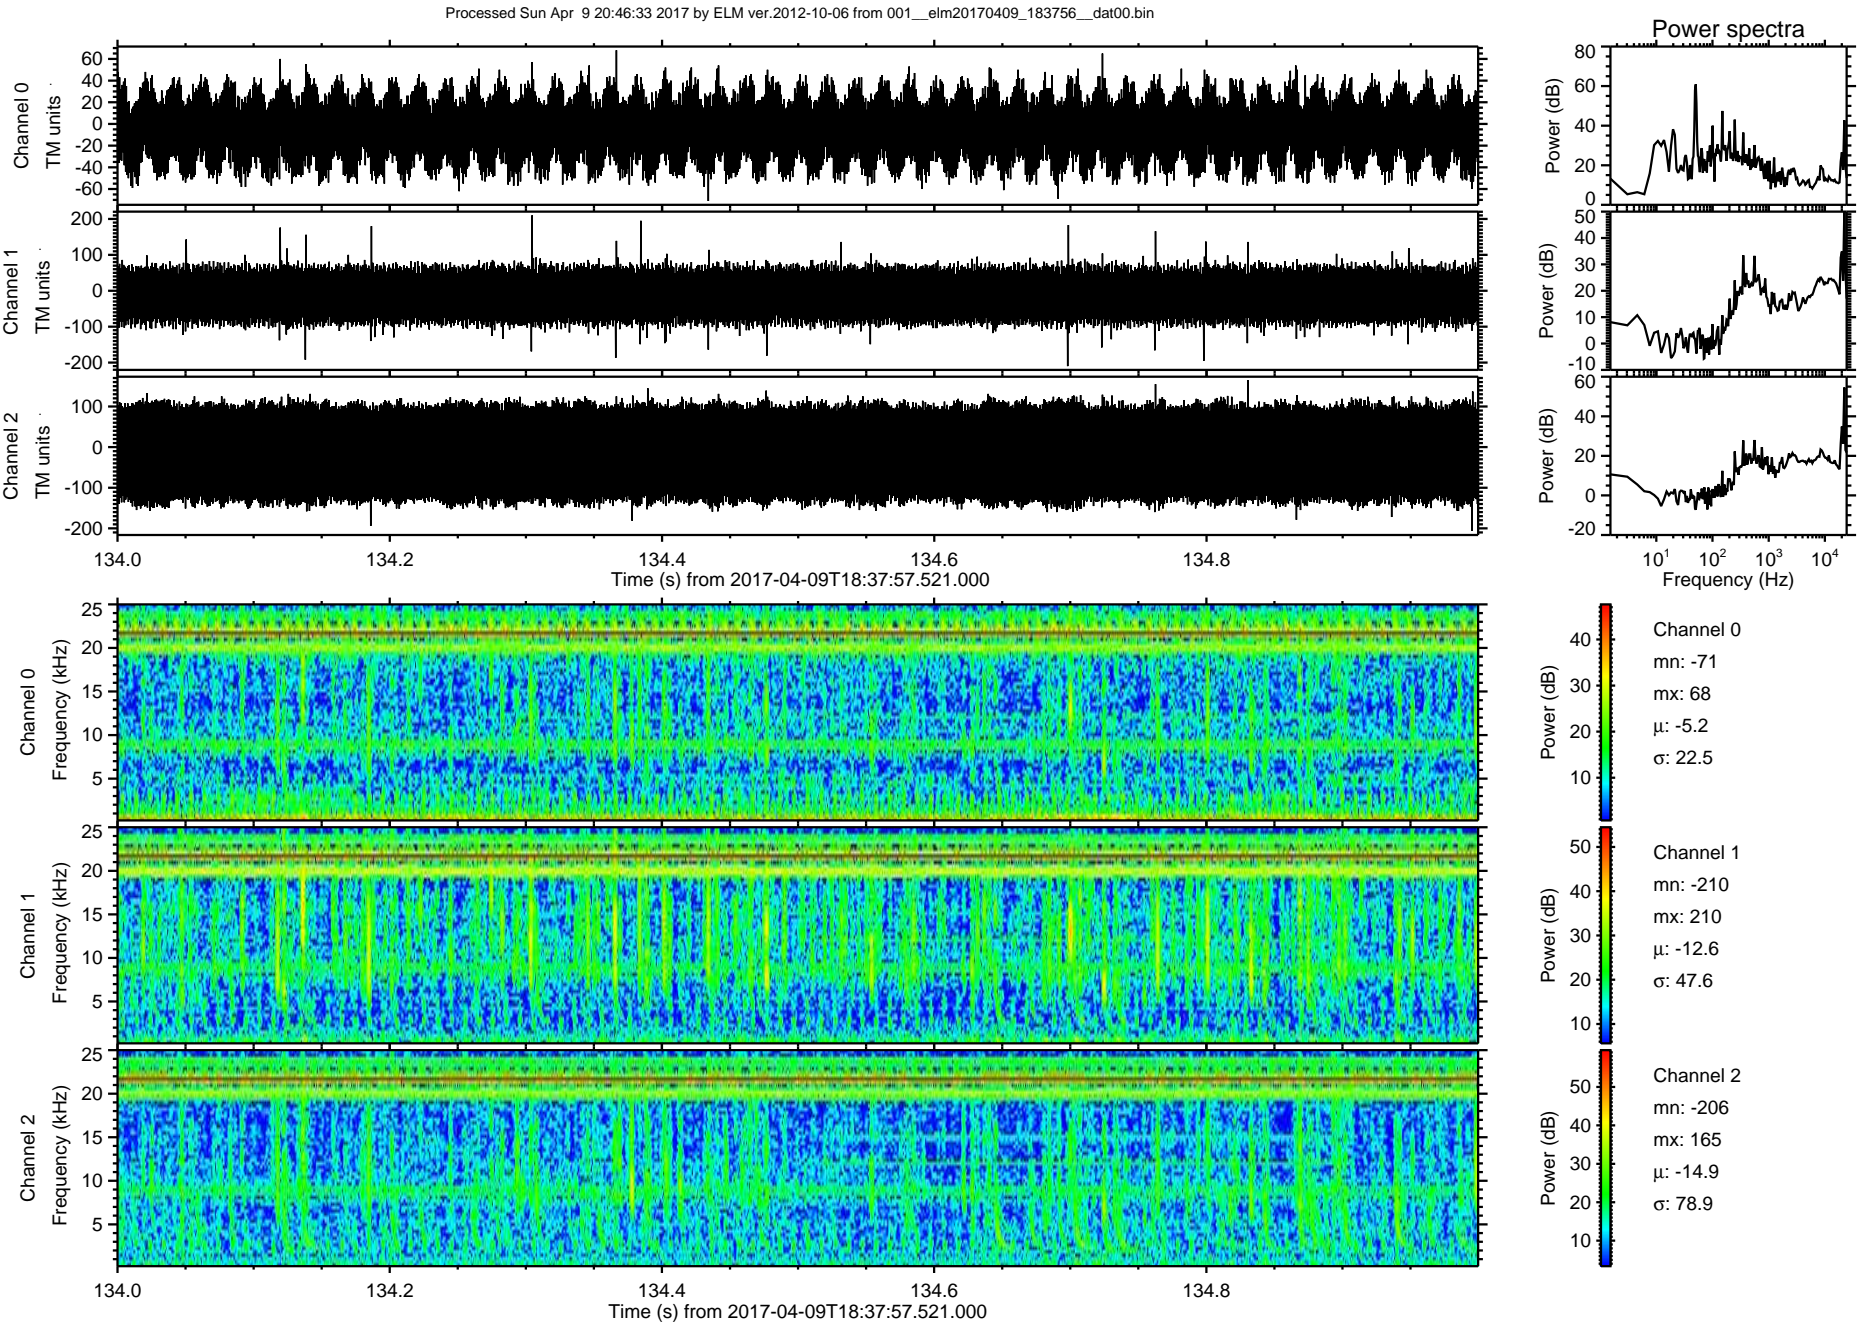 Processed Sun Apr  9 20:46:33 2017 by ELM ver.2012-10-06 from 001__elm20170409_183756__dat00.bin
Power spectra
Channel 0
TM units
60
40
20
0
-20
-40
-60
Power (dB)
80
60
40
20
0
Channel 1
TM units
200
100
0
-100
-200
Power (dB)
50
40
30
20
10
0
-10
Channel 2
TM units
100
0
-100
-200
Power (dB)
60
40
20
0
-20
134.0
134.2
134.4
134.6
134.8
Time (s) from 2017-04-09T18:37:57.521.000
10^1
10^2
10^3
10^4
Frequency (Hz)
Channel 0
Frequency (kHz)
25
20
15
10
5
Power (dB)
40
30
20
10
Channel 0
mn: -71
mx: 68
μ: -5.2
σ: 22.5
Channel 1
Frequency (kHz)
25
20
15
10
5
Power (dB)
50
40
30
20
10
Channel 1
mn: -210
mx: 210
μ: -12.6
σ: 47.6
Channel 2
Frequency (kHz)
25
20
15
10
5
Power (dB)
50
40
30
20
10
Channel 2
mn: -206
mx: 165
μ: -14.9
σ: 78.9
134.0
134.2
134.4
134.6
134.8
Time (s) from 2017-04-09T18:37:57.521.000